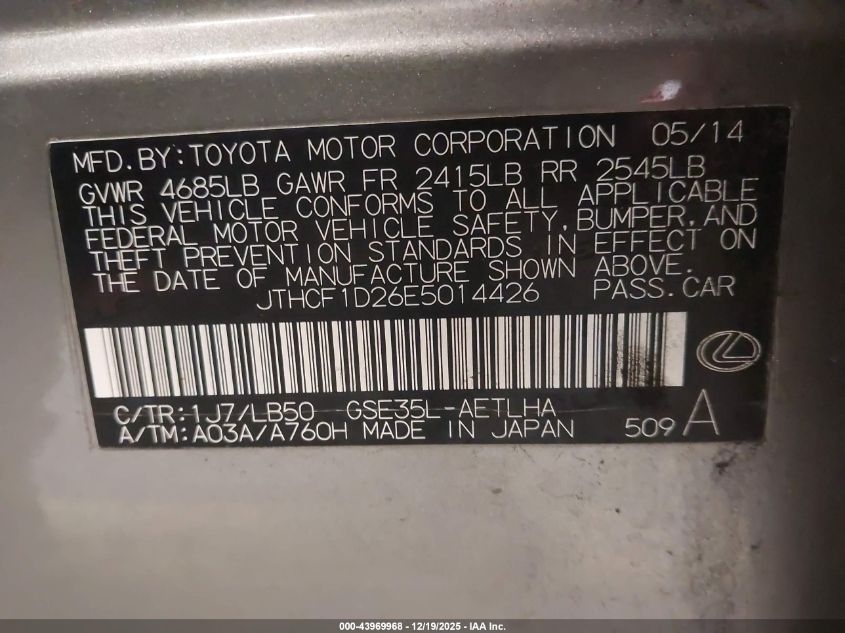 MFD.BY:TOYOTA MOTOR CORPORATION 05/14
GVWR 4685LB GAWR FR 2415LB RR 2545LB
THIS VEHICLE CONFORMS TO ALL APPLICABLE
FEDERAL MOTOR VEHICLE SAFETY,BUMPER,AND
THEFT PREVENTION STANDARDS IN EFFECT ON
THE DATE OF MANUFACTURE SHOWN ABOVE.
JTHCF1D26E5014426 PASS.CAR
C/TR:1J7/LB50 GSE35L-AETLHA
A/TM:A03A/A760H MADE IN JAPAN 509 A
000-43969968 - 12/19/2025 - IAA Inc.